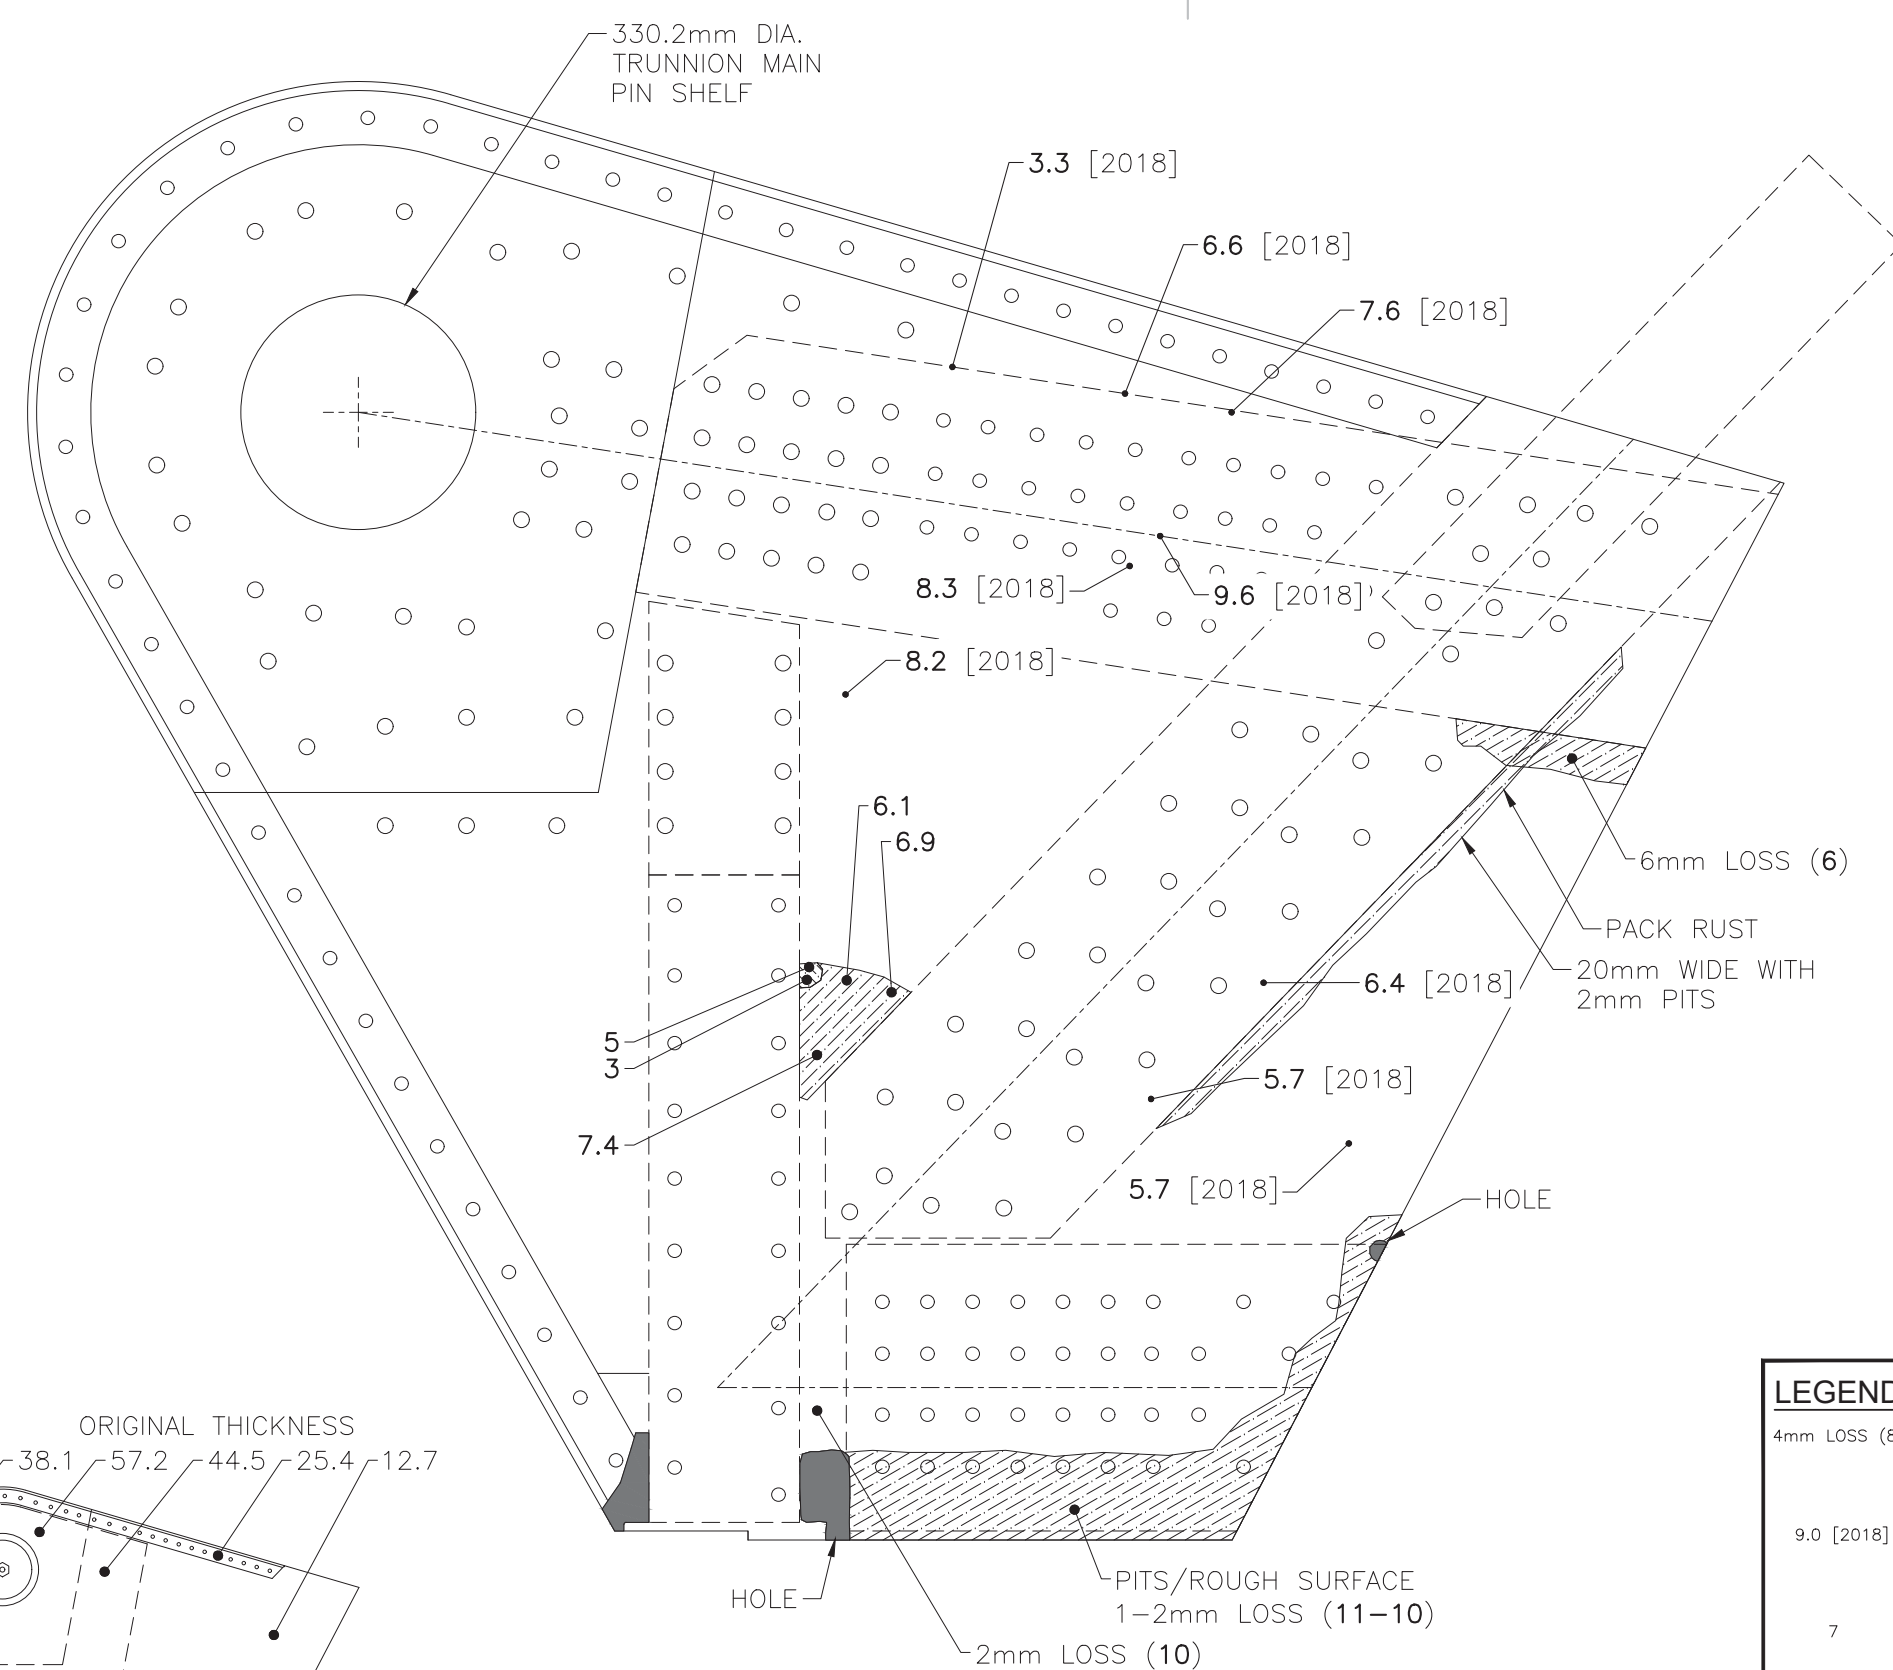 330.2mm DIA.
TRUNNION MAIN
PIN SHELF
3.3 [2018]
6.6 [2018]
7.6 [2018]
8.3 [2018]
9.6 [2018]
8.2 [2018]
6.1
6.9
6mm LOSS (6)
PACK RUST
20mm WIDE WITH
2mm PITS
6.4 [2018]
5
3
7.4
5.7 [2018]
5.7 [2018]
HOLE
HOLE
PITS/ROUGH SURFACE
1-2mm LOSS (11-10)
2mm LOSS (10)
ORIGINAL THICKNESS
38.1 57.2 44.5 25.4 12.7
LEGEND
4mm LOSS (8
9.0 [2018]
7